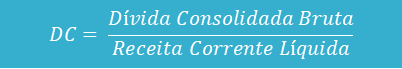 DC = Dívida Consolidada Bruta
Receita Corrente Líquida